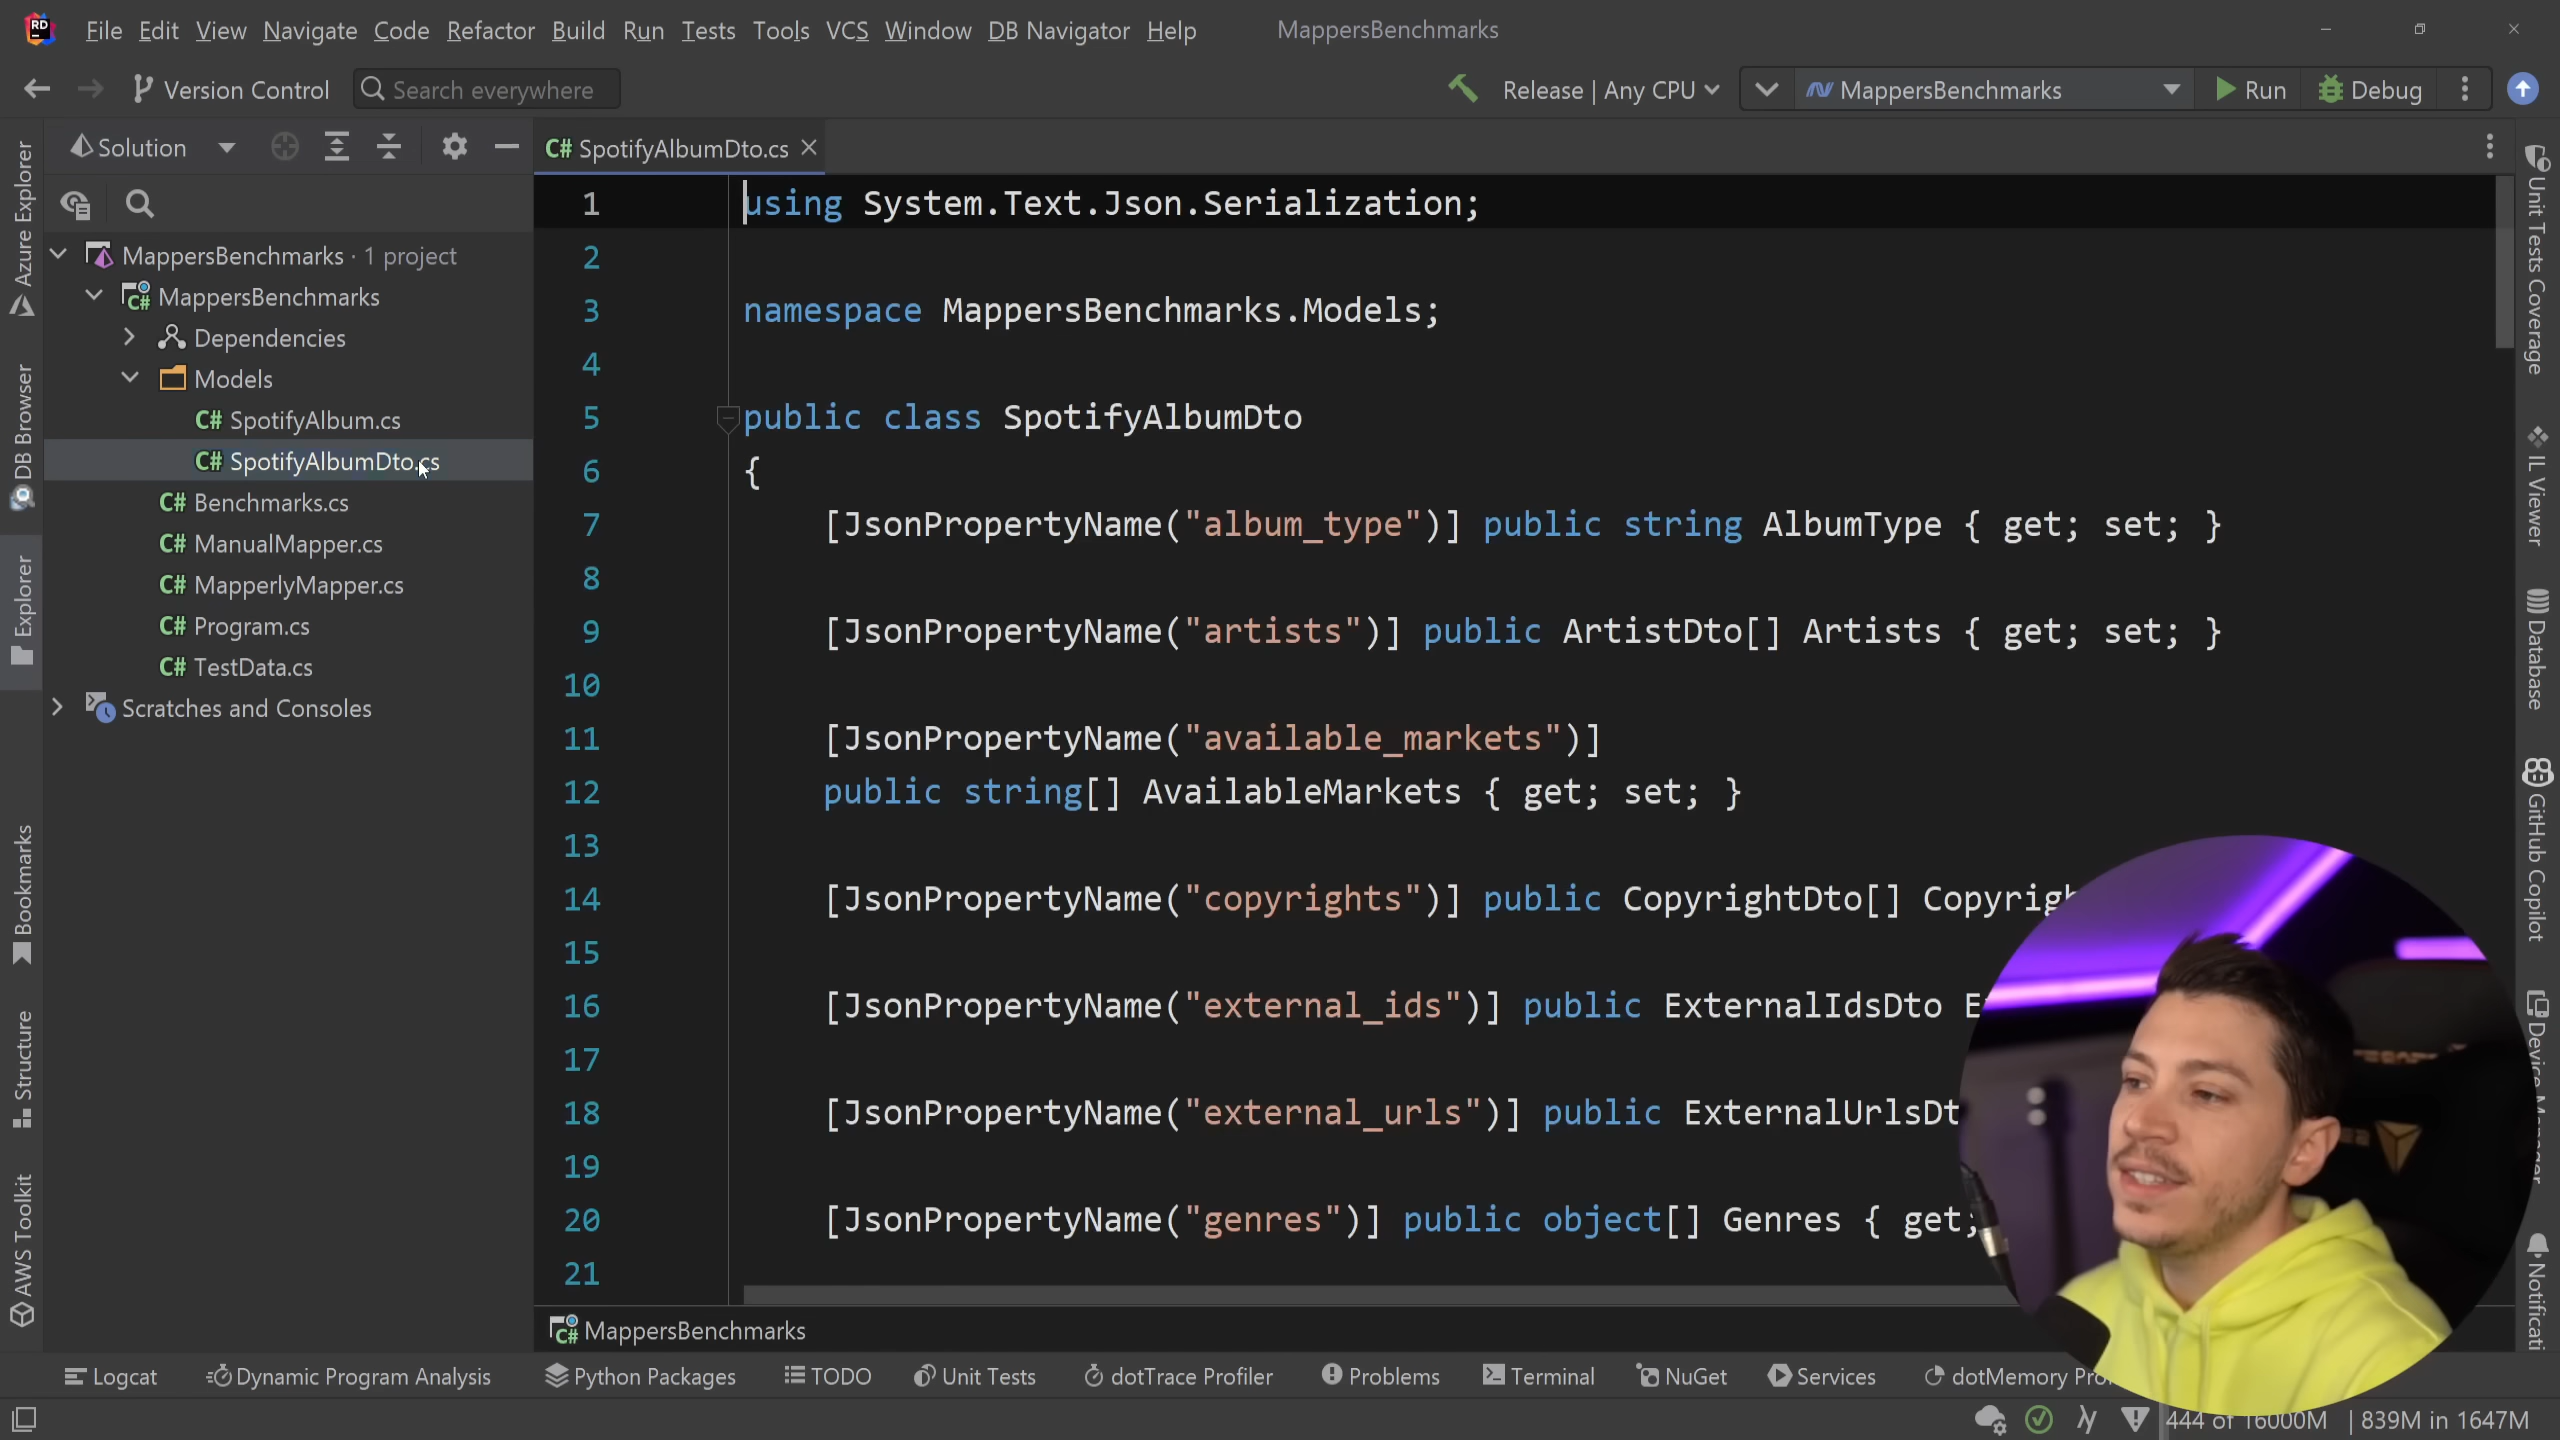 RD
File Edit View Navigate Code Refactor Build Run Tests Tools VCS Window DB Navigator Help
MappersBenchmarks
Version Control
Search everywhere
Release | Any CPU
MappersBenchmarks
Run
Debug
Solution
C# SpotifyAlbumDto.cs
MappersBenchmarks · 1 project
C# MappersBenchmarks
Dependencies
Models
C# SpotifyAlbum.cs
C# SpotifyAlbumDto.cs
C# Benchmarks.cs
C# ManualMapper.cs
C# MapperlyMapper.cs
C# Program.cs
C# TestData.cs
Scratches and Consoles
Azure Explorer
DB Browser
Explorer
Bookmarks
Structure
AWS Toolkit
1 using System.Text.Json.Serialization;
2
3 namespace MappersBenchmarks.Models;
4
5 public class SpotifyAlbumDto
6 {
7 [JsonPropertyName("album_type")] public string AlbumType { get; set; }
8
9 [JsonPropertyName("artists")] public ArtistDto[] Artists { get; set; }
10
11 [JsonPropertyName("available_markets")]
12 public string[] AvailableMarkets { get; set; }
13
14 [JsonPropertyName("copyrights")] public CopyrightDto[] Copyrigh
15
16 [JsonPropertyName("external_ids")] public ExternalIdsDto E
17
18 [JsonPropertyName("external_urls")] public ExternalUrlsDt
19
20 [JsonPropertyName("genres")] public object[] Genres { get;
21
Unit Tests Coverage
IL Viewer
Database
GitHub Copilot
Device Manager
Notificati
C# MappersBenchmarks
Logcat
Dynamic Program Analysis
Python Packages
TODO
Unit Tests
dotTrace Profiler
Problems
Terminal
NuGet
Services
dotMemory Pro
444 of 16000M
839M in 1647M